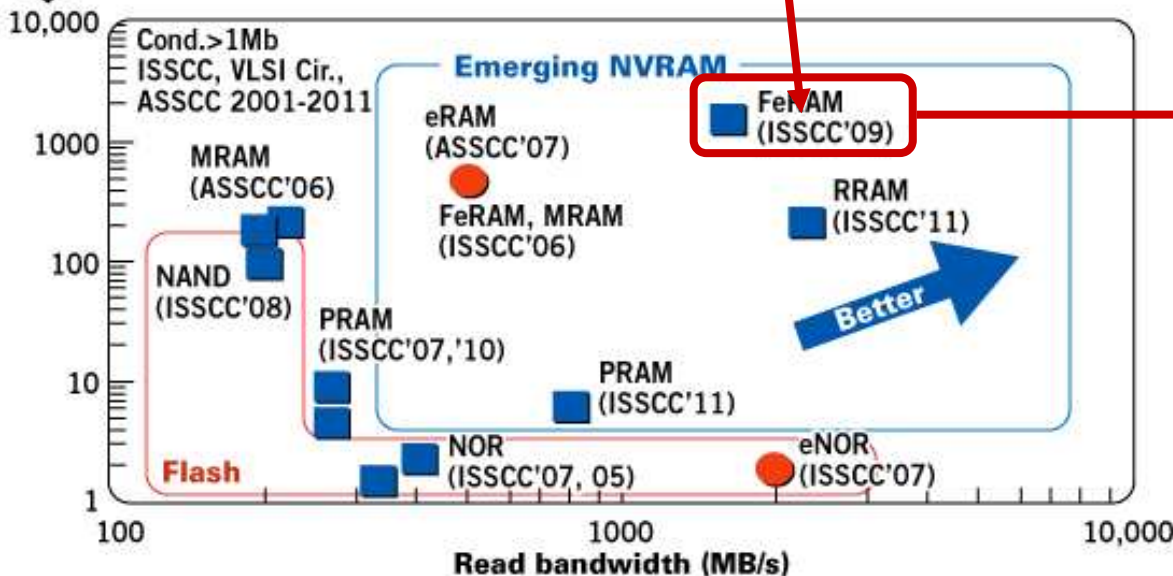 10,000
Cond.>1Mb
ISSCC, VLSI Cir.,
ASSCC 2001-2011
Emerging NVRAM
FeRAM
(ISSCC'09)
eRAM
(ASSCC'07)
1000
MRAM
(ASSCC'06)
RRAM
(ISSCC'11)
FeRAM, MRAM
(ISSCC'06)
100
NAND
(ISSCC'08)
Better
PRAM
(ISSCC'07,'10)
10
PRAM
(ISSCC'11)
NOR
(ISSCC'07, 05)
eNOR
(ISSCC'07)
Flash
1
100
1000
10,000
Read bandwidth (MB/s)